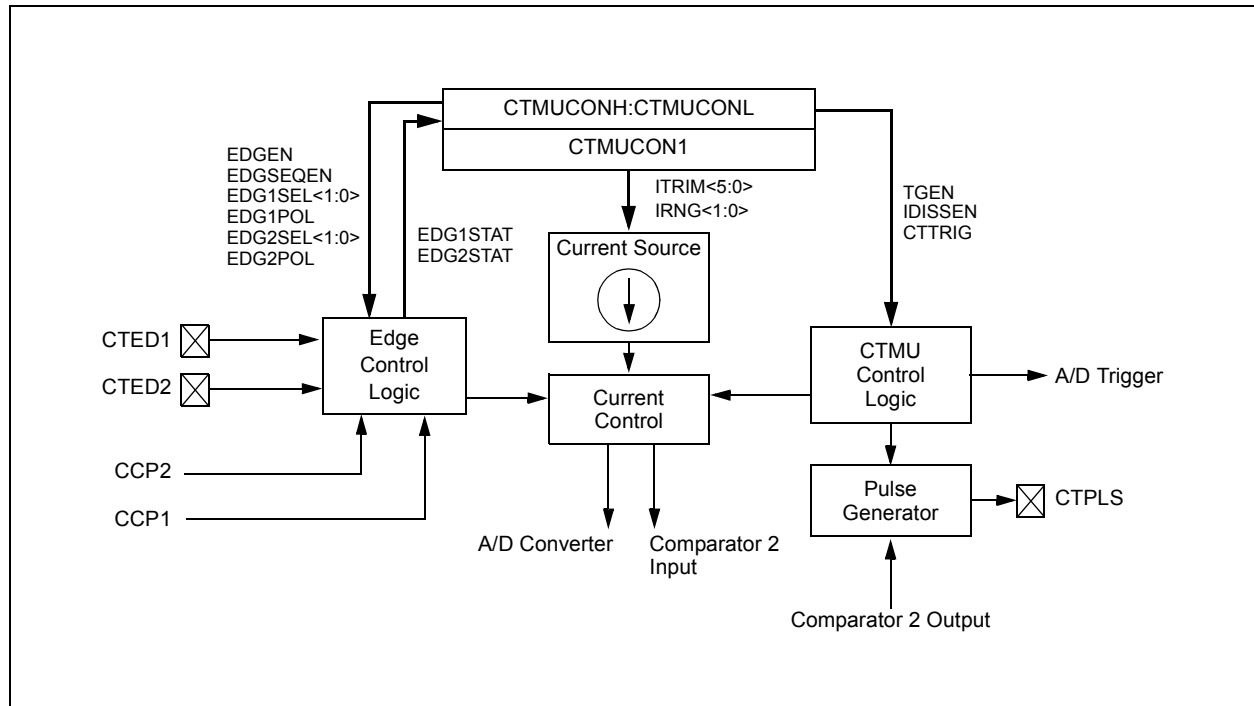 CTMUCONH:CTMUCONL
CTMUCON1
EDGEN
EDGSEQEN
EDG1SEL<1:0>
EDG1POL
EDG2SEL<1:0>
EDG2POL
EDG1STAT
EDG2STAT
ITRIM<5:0>
IRNG<1:0>
TGEN
IDISSEN
CTTRIG
Current Source
CTED1
CTED2
Edge
Control
Logic
Current
Control
CTMU
Control
Logic
A/D Trigger
CCP2
CCP1
Pulse
Generator
CTPLS
A/D Converter
Comparator 2
Input
Comparator 2 Output